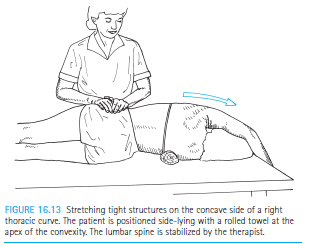 FIGURE 16.13 Stretching tight structures on the concave side of a right
thoracic curve. The patient is positioned side-lying with a rolled towel at the
apex of the convexity. The lumbar spine is stabilized by the therapist.